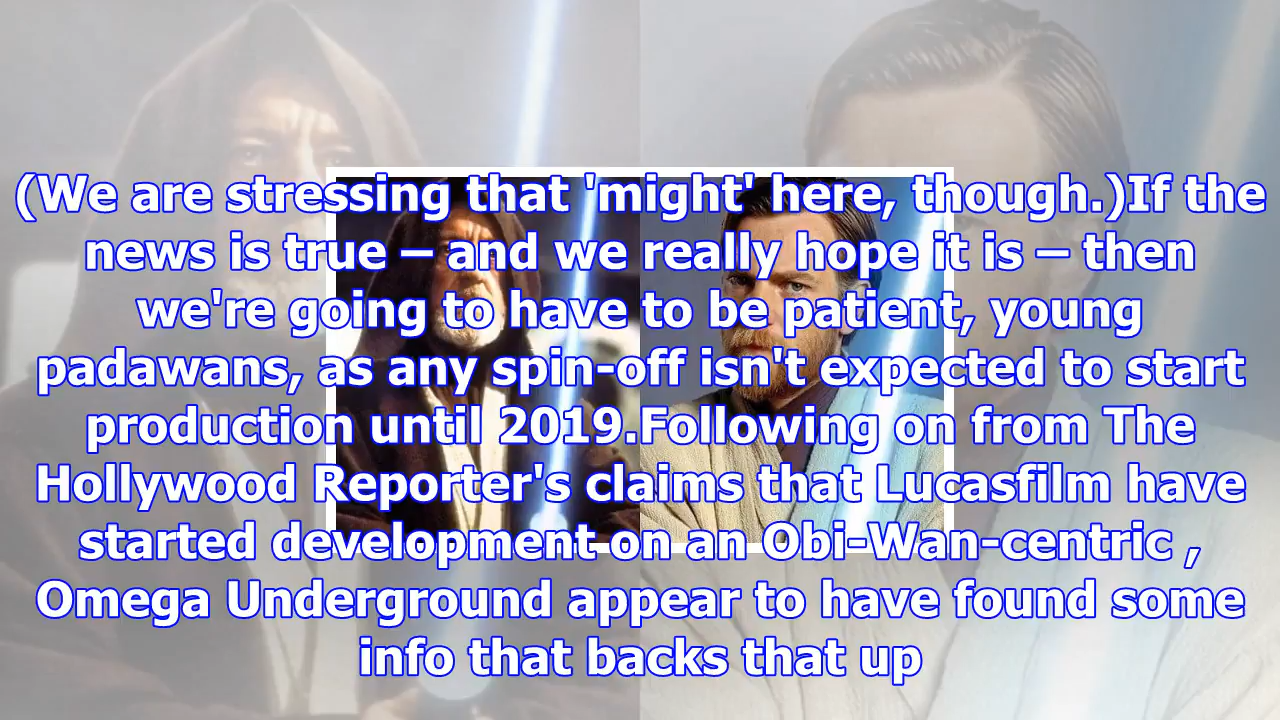 (We are stressing that 'might' here, though.)If the
news is true – and we really hope it is – then
we're going to have to be patient, young
padawans, as any spin-off isn't expected to start
production until 2019.Following on from The
Hollywood Reporter's claims that Lucasfilm have
started development on an Obi-Wan-centric ,
Omega Underground appear to have found some
info that backs that up